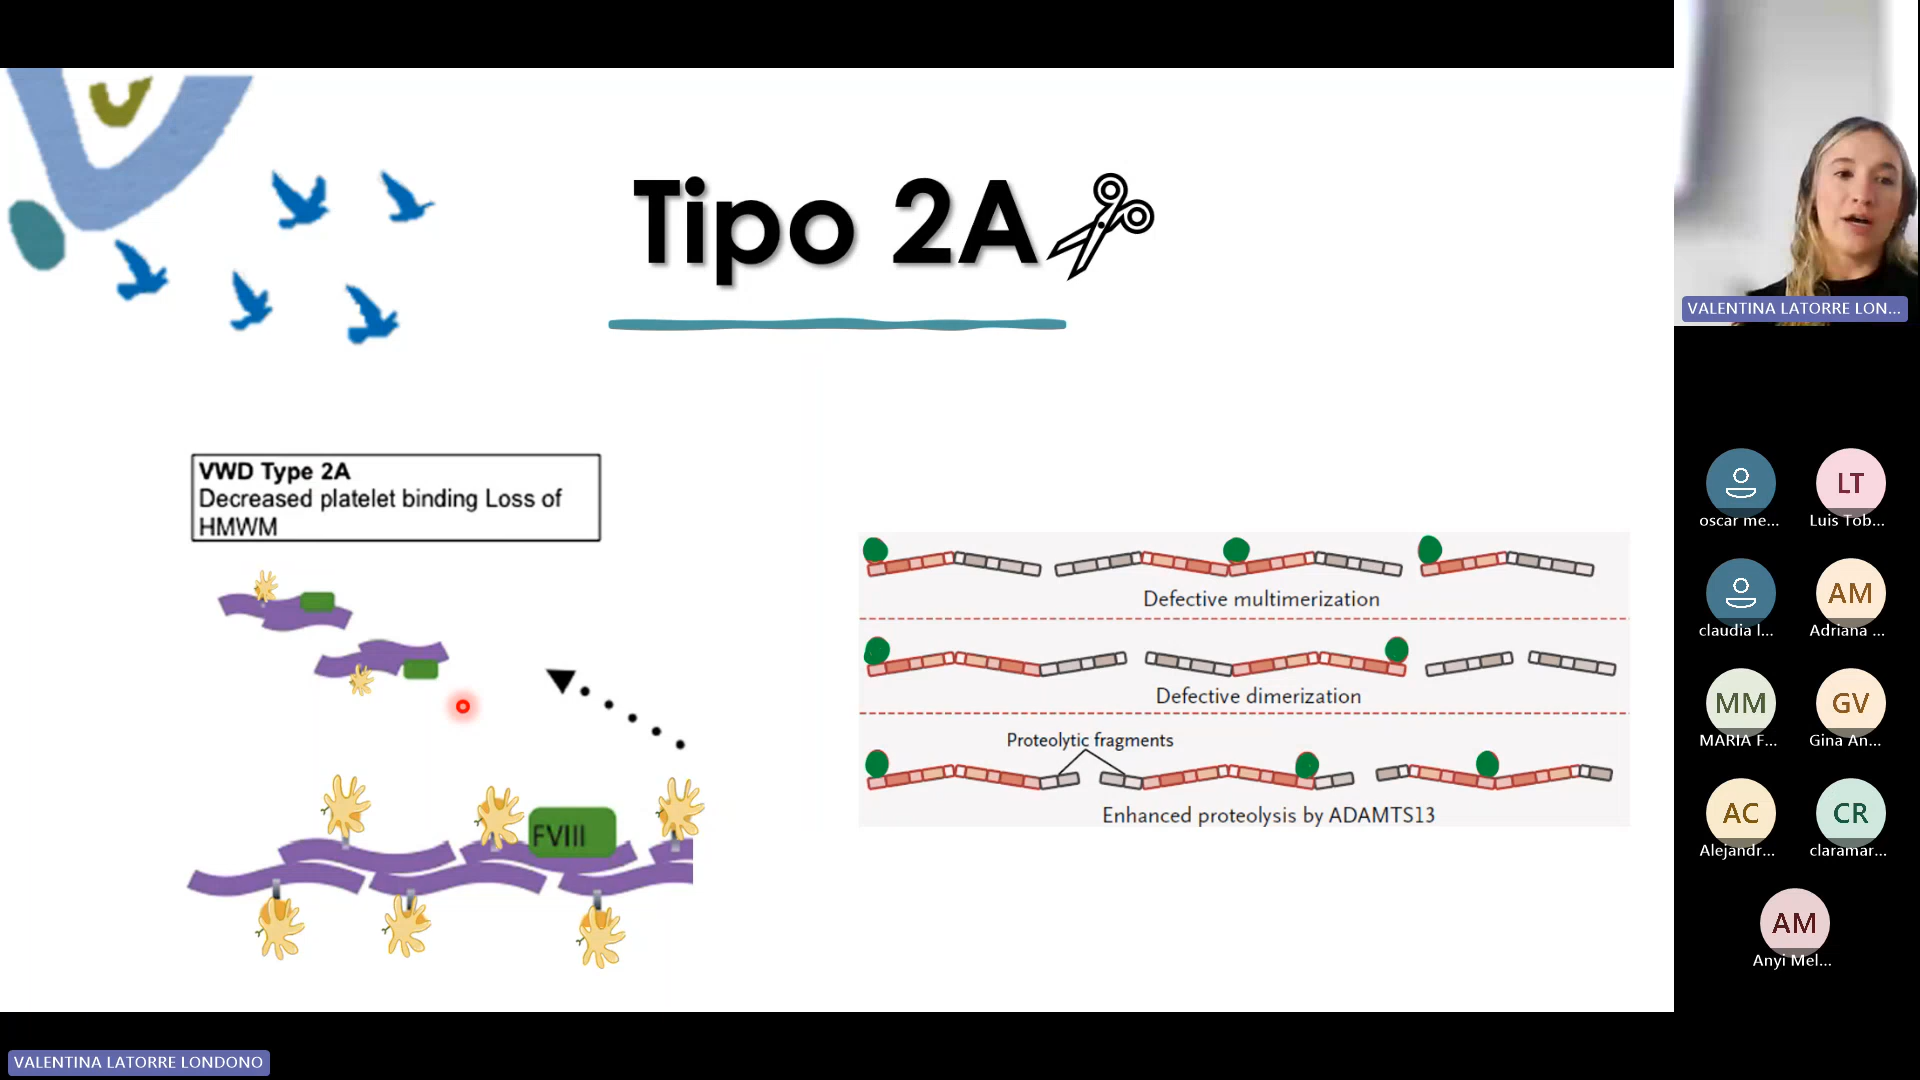 Tipo 2A
VWD Type 2A
Decreased platelet binding Loss of
HMWM
FVIII
Defective multimerization
Defective dimerization
Proteolytic fragments
Enhanced proteolysis by ADAMTS13
VALENTINA LATORRE LON...
LT
oscar me...
Luis Tob...
AM
claudia l...
Adriana ...
MM
GV
MARIA F...
Gina An...
AC
CR
Alejandr...
claramar...
AM
Anyi Mel...
VALENTINA LATORRE LONDONO